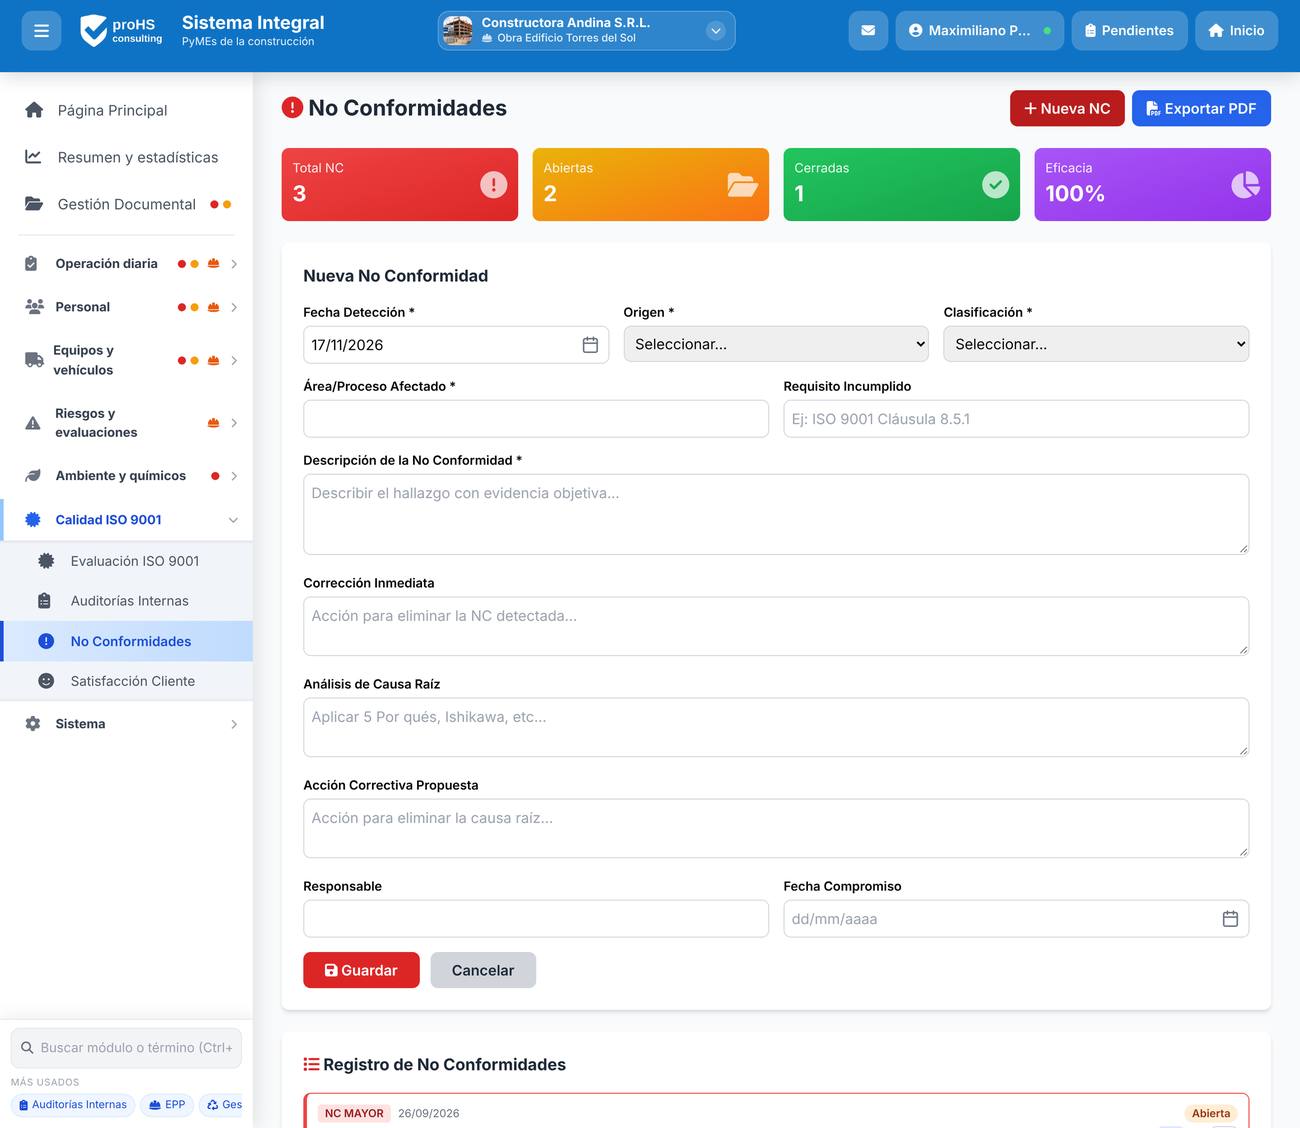 proHS
consulting
Sistema Integral
PyMEs de la construcción
Constructora Andina S.R.L.
Obra Edificio Torres del Sol
Maximiliano P...
Pendientes
Inicio
Página Principal
Resumen y estadísticas
Gestión Documental
Operación diaria
Personal
Equipos y
vehículos
Riesgos y
evaluaciones
Ambiente y químicos
Calidad ISO 9001
Evaluación ISO 9001
Auditorías Internas
No Conformidades
Satisfacción Cliente
Sistema
Buscar módulo o término (Ctrl+
MÁS USADOS
Auditorías Internas
EPP
Ges
No Conformidades
Nueva NC
PDF
Exportar PDF
Total NC
3
Abiertas
2
Cerradas
1
Eficacia
100%
Nueva No Conformidad
Fecha Detección *
Origen *
Clasificación *
17/11/2026
Seleccionar...
Seleccionar...
Área/Proceso Afectado *
Requisito Incumplido
Ej: ISO 9001 Cláusula 8.5.1
Descripción de la No Conformidad *
Describir el hallazgo con evidencia objetiva...
Corrección Inmediata
Acción para eliminar la NC detectada...
Análisis de Causa Raíz
Aplicar 5 Por qués, Ishikawa, etc...
Acción Correctiva Propuesta
Acción para eliminar la causa raíz...
Responsable
Fecha Compromiso
dd/mm/aaaa
Guardar
Cancelar
Registro de No Conformidades
NC MAYOR
26/09/2026
Abierta